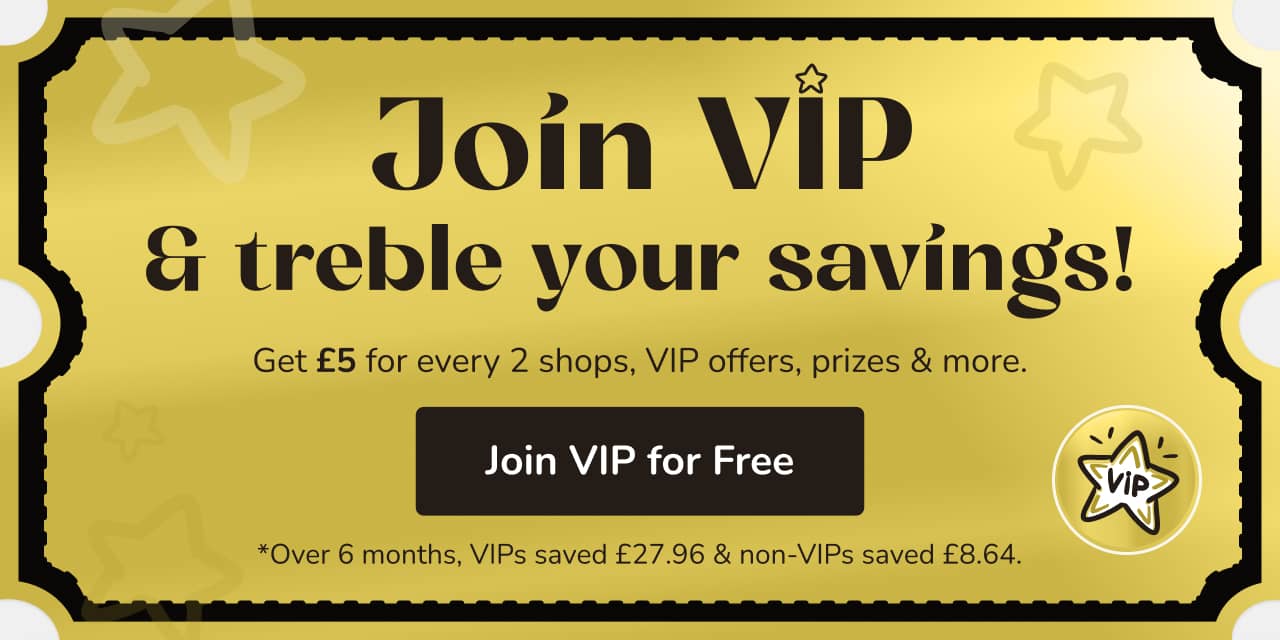 Join VIP
& treble your savings!
Get £5 for every 2 shops, VIP offers, prizes & more.
Join VIP for Free
ViP
*Over 6 months, VIPs saved £27.96 & non-VIPs saved £8.64.